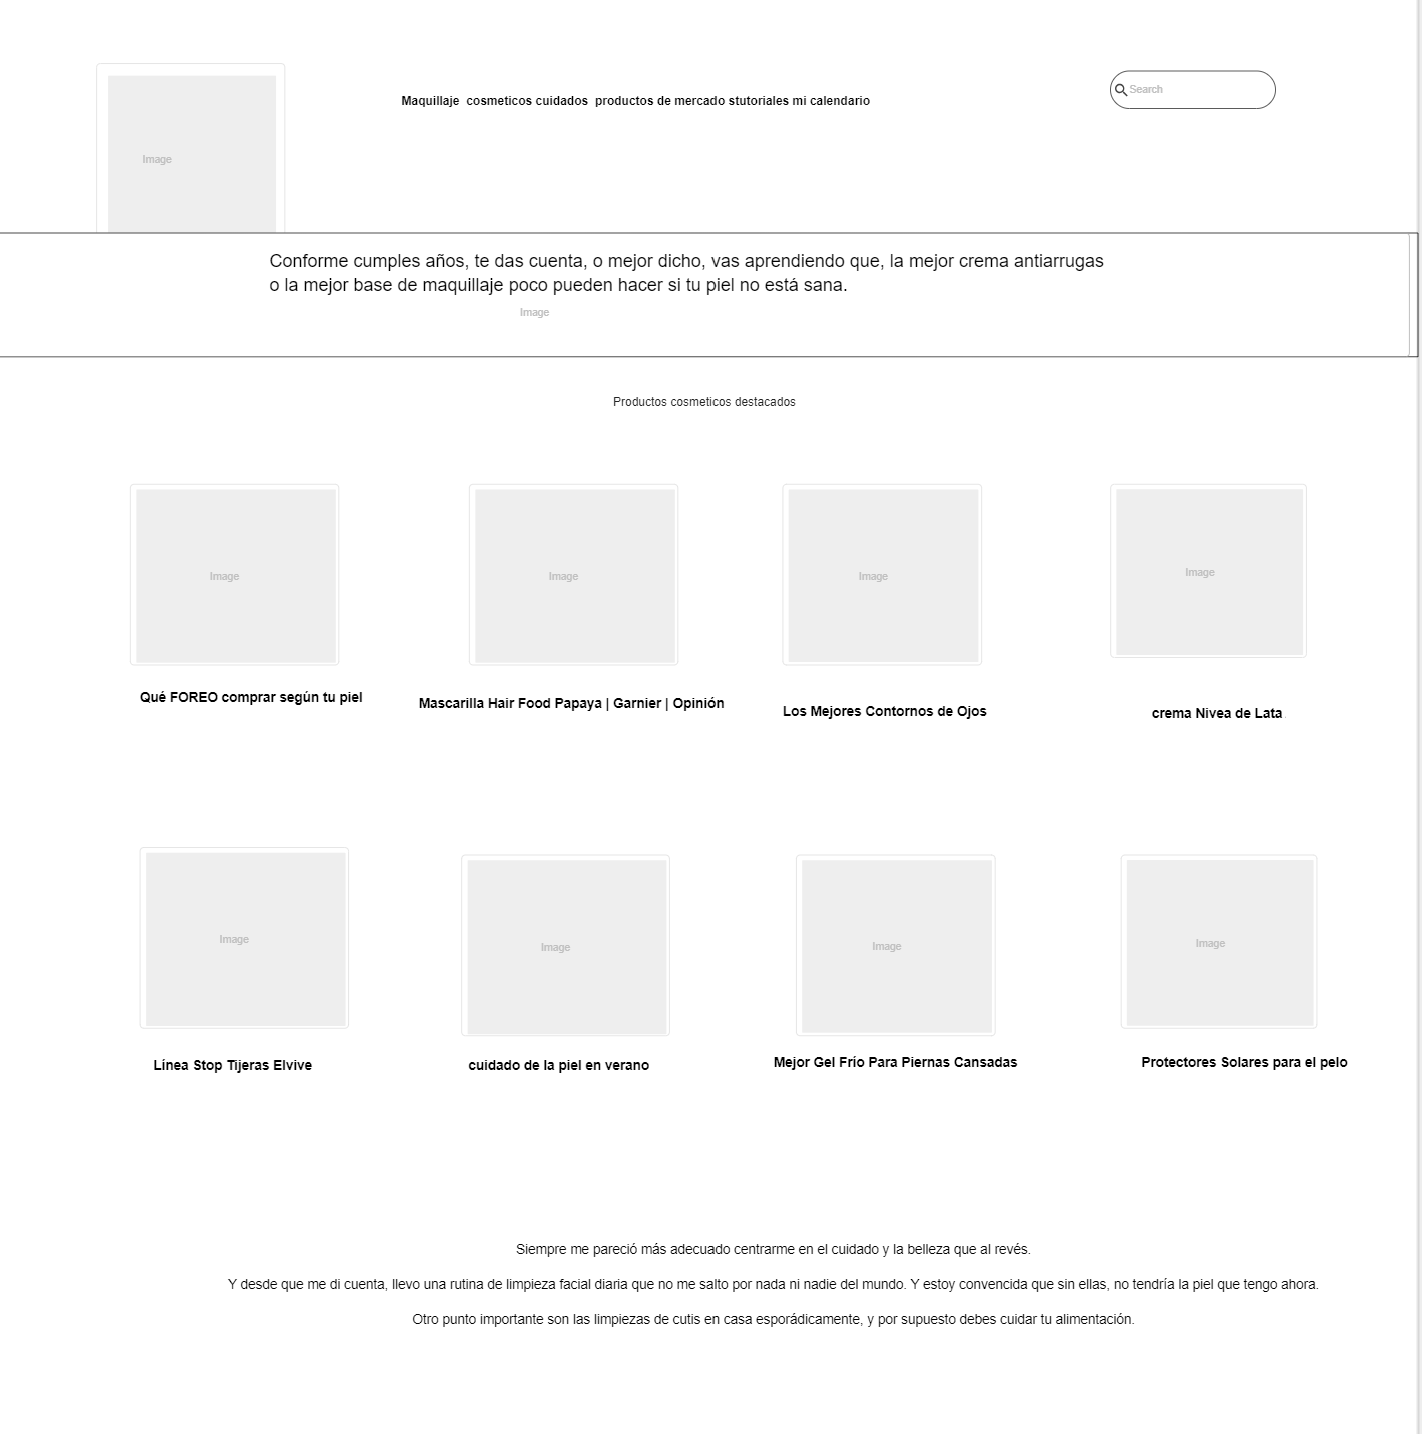 Maquillaje cosmeticos cuidados productos de mercado stutoriales mi calendario
Search
Image
Conforme cumples años, te das cuenta, o mejor dicho, vas aprendiendo que, la mejor crema antiarrugas
o la mejor base de maquillaje poco pueden hacer si tu piel no está sana.
Image
Productos cosmeticos destacados
Image
Image
Image
Image
Qué FOREO comprar según tu piel
Mascarilla Hair Food Papaya | Garnier | Opinión
Los Mejores Contornos de Ojos
crema Nivea de Lata
Image
Image
Image
Image
Línea Stop Tijeras Elvive
cuidado de la piel en verano
Mejor Gel Frío Para Piernas Cansadas
Protectores Solares para el pelo
Siempre me pareció más adecuado centrarme en el cuidado y la belleza que al revés.
Y desde que me di cuenta, llevo una rutina de limpieza facial diaria que no me salto por nada ni nadie del mundo. Y estoy convencida que sin ellas, no tendría la piel que tengo ahora.
Otro punto importante son las limpiezas de cutis en casa esporádicamente, y por supuesto debes cuidar tu alimentación.